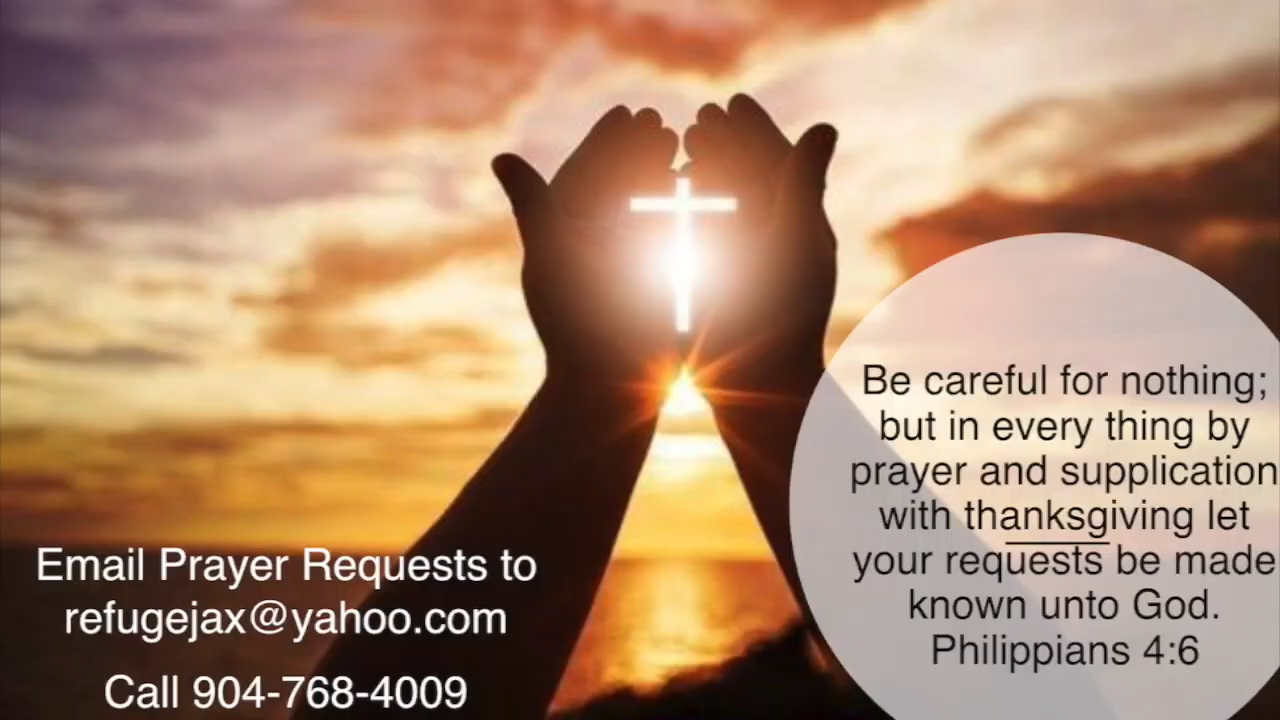 Be careful for nothing;
but in every thing by
prayer and supplication
with thanksgiving let
your requests be made
known unto God.
Philippians 4:6
Email Prayer Requests to
refugejax@yahoo.com
Call 904-768-4009